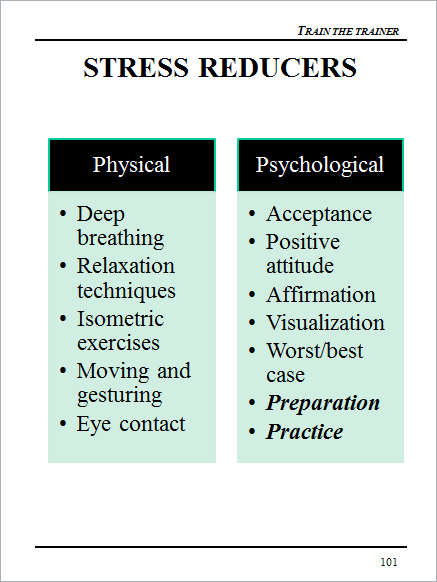 TRAIN THE TRAINER
STRESS REDUCERS
Physical
• Deep
breathing
• Relaxation
techniques
• Isometric
exercises
• Moving and
gesturing
• Eye contact
Psychological
• Acceptance
• Positive
attitude
• Affirmation
• Visualization
• Worst/best
case
• Preparation
• Practice
101